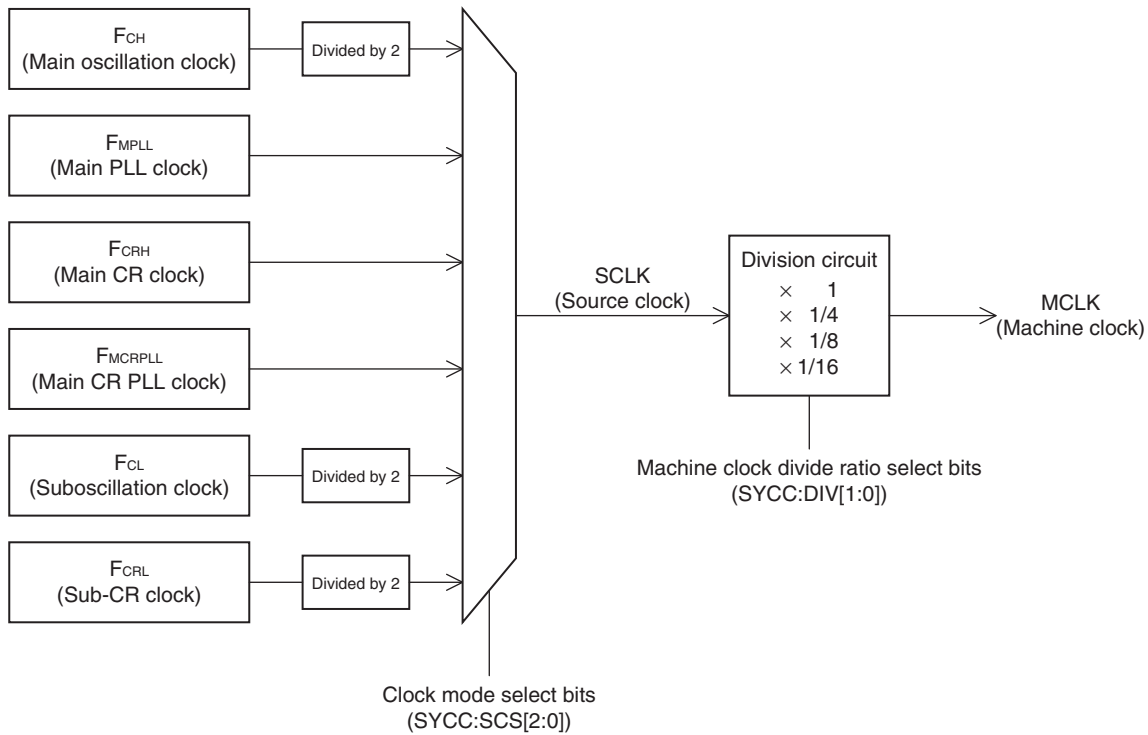 FCH
(Main oscillation clock)
Divided by 2
FMPLL
(Main PLL clock)
FCRH
(Main CR clock)
FMCRPLL
(Main CR PLL clock)
FCL
(Suboscillation clock)
Divided by 2
FCRL
(Sub-CR clock)
Divided by 2
SCLK
(Source clock)
Division circuit
× 1
× 1/4
× 1/8
× 1/16
MCLK
(Machine clock)
Machine clock divide ratio select bits
(SYCC:DIV[1:0])
Clock mode select bits
(SYCC:SCS[2:0])